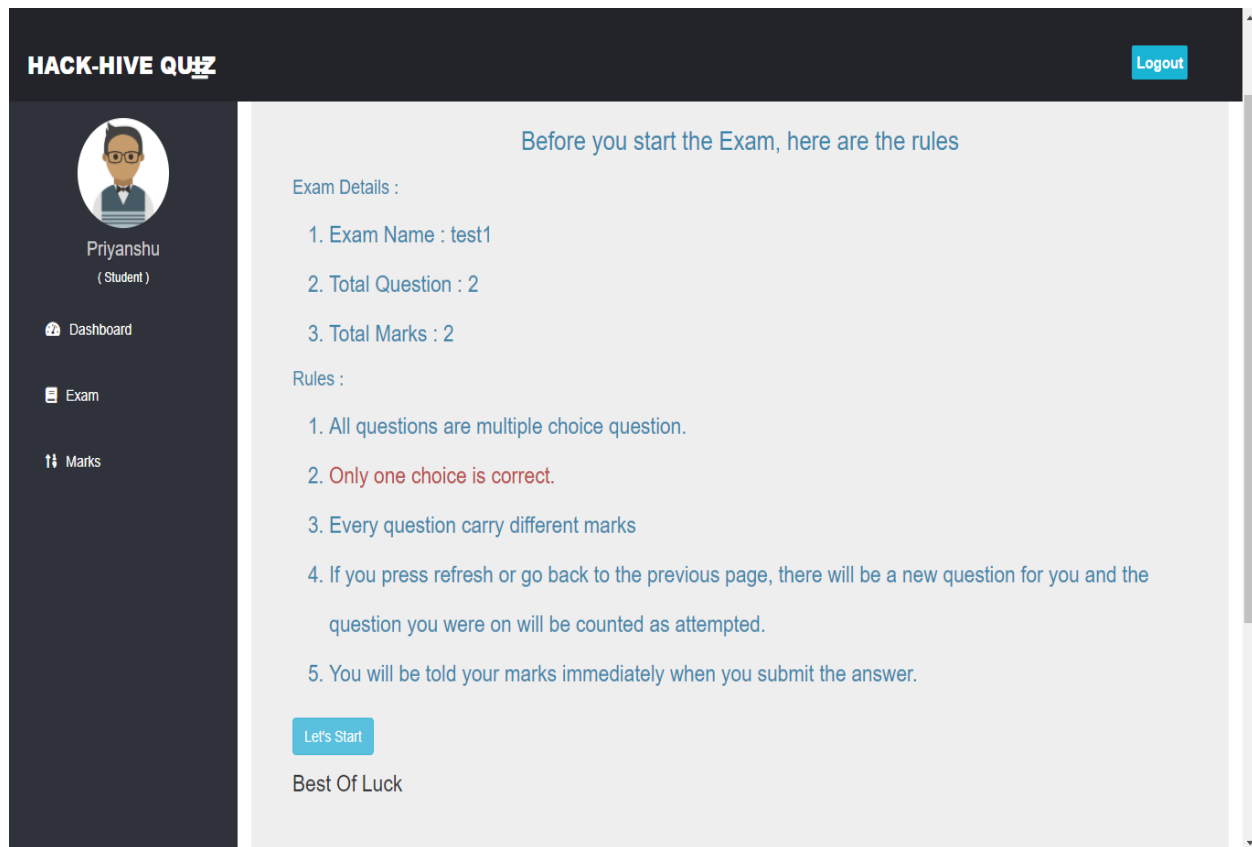 HACK-HIVE QUIZ
Logout
Priyanshu
( Student )
Dashboard
Exam
Marks
Before you start the Exam, here are the rules
Exam Details :
1. Exam Name : test1
2. Total Question : 2
3. Total Marks : 2
Rules :
1. All questions are multiple choice question.
2. Only one choice is correct.
3. Every question carry different marks
4. If you press refresh or go back to the previous page, there will be a new question for you and the
question you were on will be counted as attempted.
5. You will be told your marks immediately when you submit the answer.
Let's Start
Best Of Luck